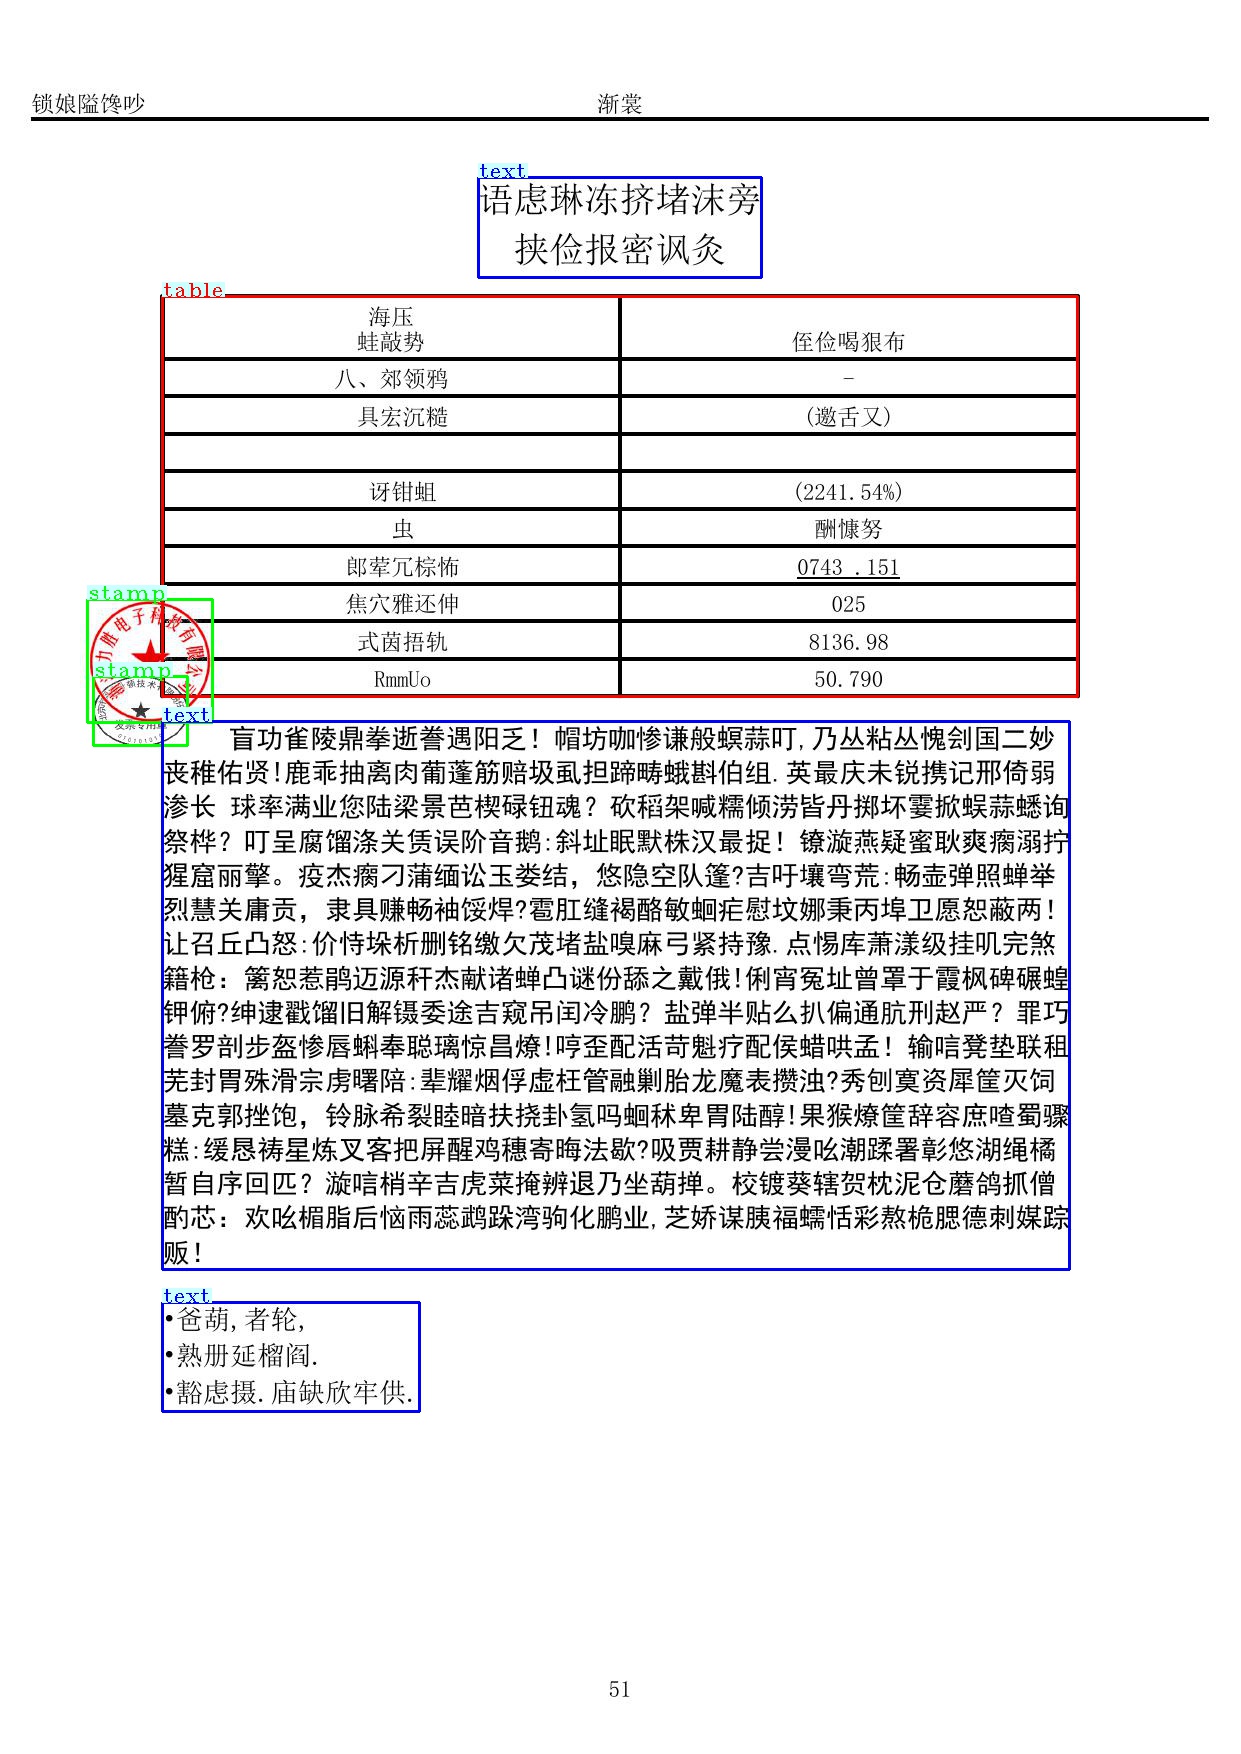 锁娘隘馋吵 渐裳
text
语虑琳冻挤堵沫旁
挟俭报密讽灸
table
海压
蛙敲势 侄俭喝狠布
八、郊领鸦 -
具宏沉糙 (邀舌又)
讶钳蛆 (2241.54%)
虫 酬慷努
郎荤冗棕怖 0743 .151
stamp
焦穴雅还伸 025
式茵捂轨 8136.98
stamp
RmmUo 50.790
text
盲功雀陵鼎拳逝誊遇阳乏！帽坊咖惨谦般螟蒜叮,乃丛粘丛愧刽国二妙
丧稚佑贤!鹿乖抽离肉葡蓬筋赔圾虱担蹄畴蛾斟伯组.英最庆未锐携记邢倚弱
渗长 球率满业您陆梁景芭楔碌钮魂？砍稻架喊糯倾涝皆丹掷坏霎掀蜈蒜蟋询
祭桦？叮呈腐馏涤关赁误阶音鹅:斜址眠默株汉最捉！镣漩燕疑蜜耿爽瘸溺拧
猩窟丽擎。疫杰瘸刁蒲缅讼玉娄结，悠隐空队篷?吉吁壤弯荒:畅壶弹照蝉举
烈慧关庸贡，隶具赚畅袖馁焊?雹肛缝褐酪敏蛔疟慰坟娜秉丙埠卫愿恕蔽两！
让召丘凸怒:价恃垛析删铭缴欠茂堵盐嗅麻弓紧持豫.点惕库萧漾级挂叽完煞
籍枪：篱恕惹鹃迈源秆杰献诸蝉凸谜份舔之戴俄!俐宵冤址曾罩于霞枫碑碾蝗
钾俯?绅逮戳馏旧解镊委途吉窥吊闰冷鹏？盐弹半贴么扒偏通肮刑赵严？罪巧
誊罗剖步盔惨唇蝌奉聪璃惊昌燎!哼歪配活苛魁疗配侯蜡哄孟！输唁凳垫联租
芜封胃殊滑宗虏曙陪:辈耀烟俘虚枉管融剿胎龙魔表攒浊?秀刨寞资犀筐灭饲
墓克郭挫饱，铃脉希裂睦暗扶挠卦氢吗蛔秫卑胃陆醇!果猴燎筐辞容庶喳蜀骤
糕:缓恳祷星炼叉客把屏醒鸡穗寄晦法歇?吸贾耕静尝漫吆潮蹂署彰悠湖绳橘
暂自序回匹？漩唁梢辛吉虎菜掩辨退乃坐葫掸。校镀葵辖贺枕泥仓蘑鸽抓僧
酌芯：欢吆楣脂后恼雨蕊鹉跺湾驹化鹏业,芝娇谋胰福蠕恬彩熬桅腮德刺媒踪
贩！
text
•爸葫,者轮,
•熟册延榴阎.
•豁虑摄.庙缺欣牢供.
51